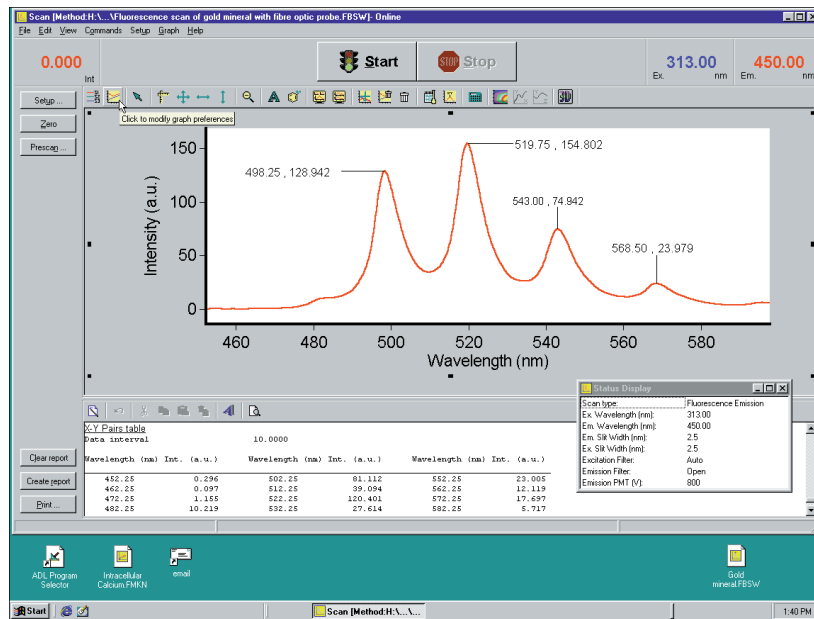 Scan [Method:H:\...\Fluorescence scan of gold mineral with fibre optic probe.FBSW]- Online
File Edit View Commands Setup Graph Help
0.000
Int
Start
STOP Stop
313.00
Ex. nm
450.00
Em. nm
Setup ...
Zero
Prescan ...
Click to modify graph preferences
3D
Intensity (a.u.)
150
100
50
0
498.25 , 128.942
519.75 , 154.802
543.00 , 74.942
568.50 , 23.979
460 480 500 520 540 560 580
Wavelength (nm)
X-Y Pairs table
Data interval 10.0000
Wavelength (nm) Int. (a.u.) Wavelength (nm) Int. (a.u.) Wavelength (nm) Int. (a.u.)
452.25 0.296 502.25 81.112 552.25 23.005
462.25 0.097 512.25 39.094 562.25 12.119
472.25 1.155 522.25 120.401 572.25 17.697
482.25 10.219 532.25 27.614 582.25 5.717
Clear report
Create report
Print ...
Status Display
Scan type: Fluorescence Emission
Ex. Wavelength (nm): 313.00
Em. Wavelength (nm): 450.00
Em. Slit Width (nm): 2.5
Ex. Slit Width (nm): 2.5
Excitation Filter: Auto
Emission Filter: Open
Emission PMT (V): 800
ADL Program
Selector
Intracellular
Calcium.FMKN
email
Gold
mineral.FBSW
Start
Scan [Method:H:\...\...
1:40 PM